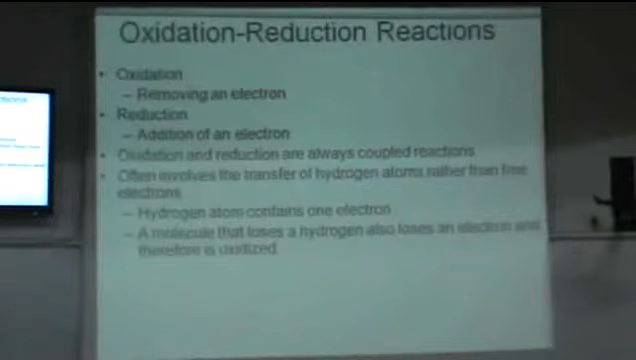 Oxidation-Reduction Reactions
• Oxidation
– Removing an electron
• Reduction
– Addition of an electron
• Oxidation and reduction are always coupled reactions
• Often involves the transfer of hydrogen atoms rather than free
electrons
– Hydrogen atom contains one electron
– A molecule that loses a hydrogen also loses an electron and
therefore is oxidized